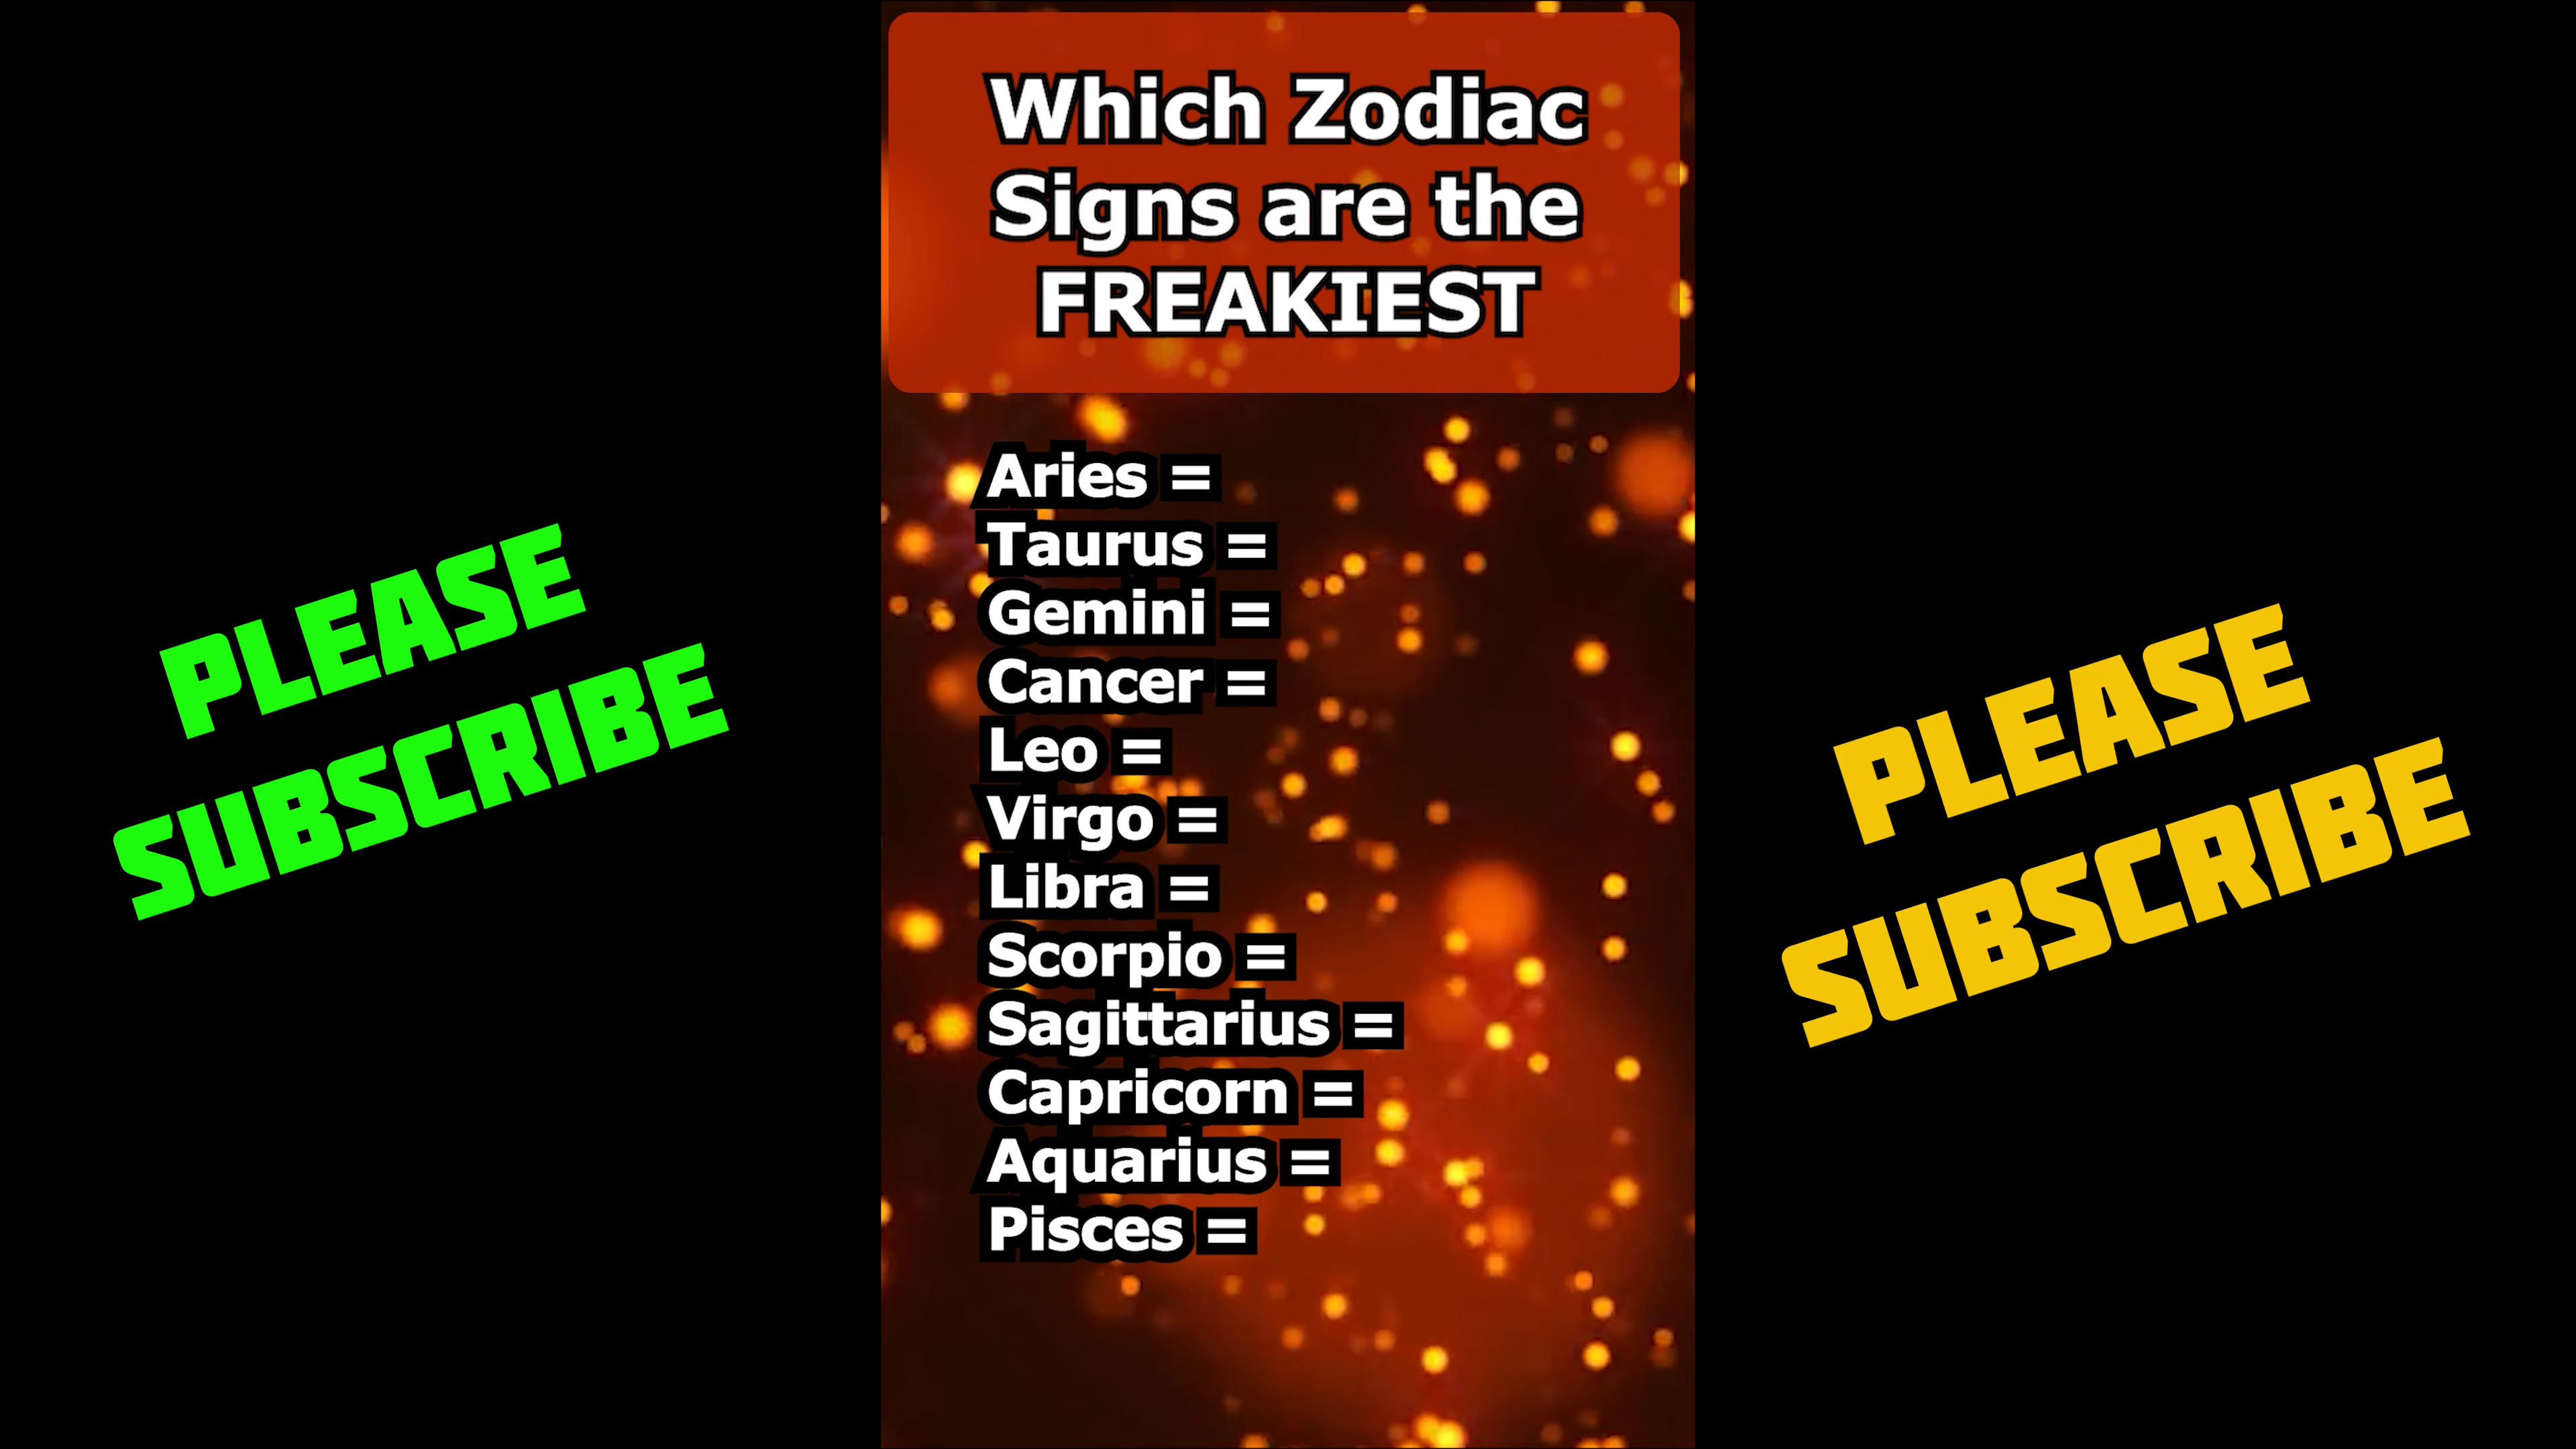 Which Zodiac
Signs are the
FREAKIEST
Aries =
Taurus =
Gemini =
Cancer =
Leo =
Virgo =
Libra =
Scorpio =
Sagittarius =
Capricorn =
Aquarius =
Pisces =
PLEASE
SUBSCRIBE
PLEASE
SUBSCRIBE